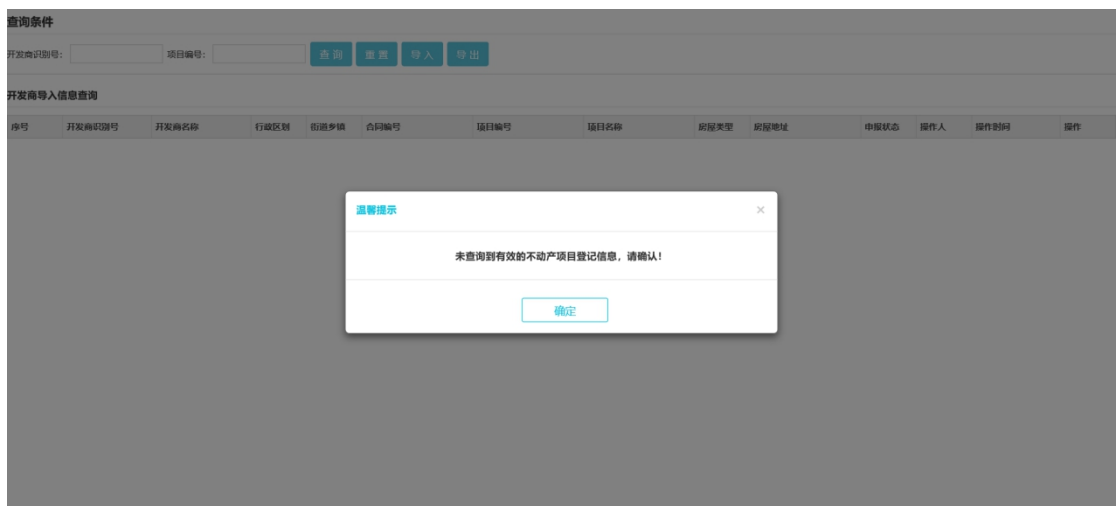 查询条件
开发商识别号: 项目编号: 查询 重置 导入 导出
开发商导入信息查询
序号 开发商识别号 开发商名称 行政区划 街道乡镇 合同编号 项目编号 项目名称 房屋类型 房屋地址 申报状态 操作人 操作时间 操作
温馨提示 ×
未查询到有效的不动产项目登记信息，请确认！
确定